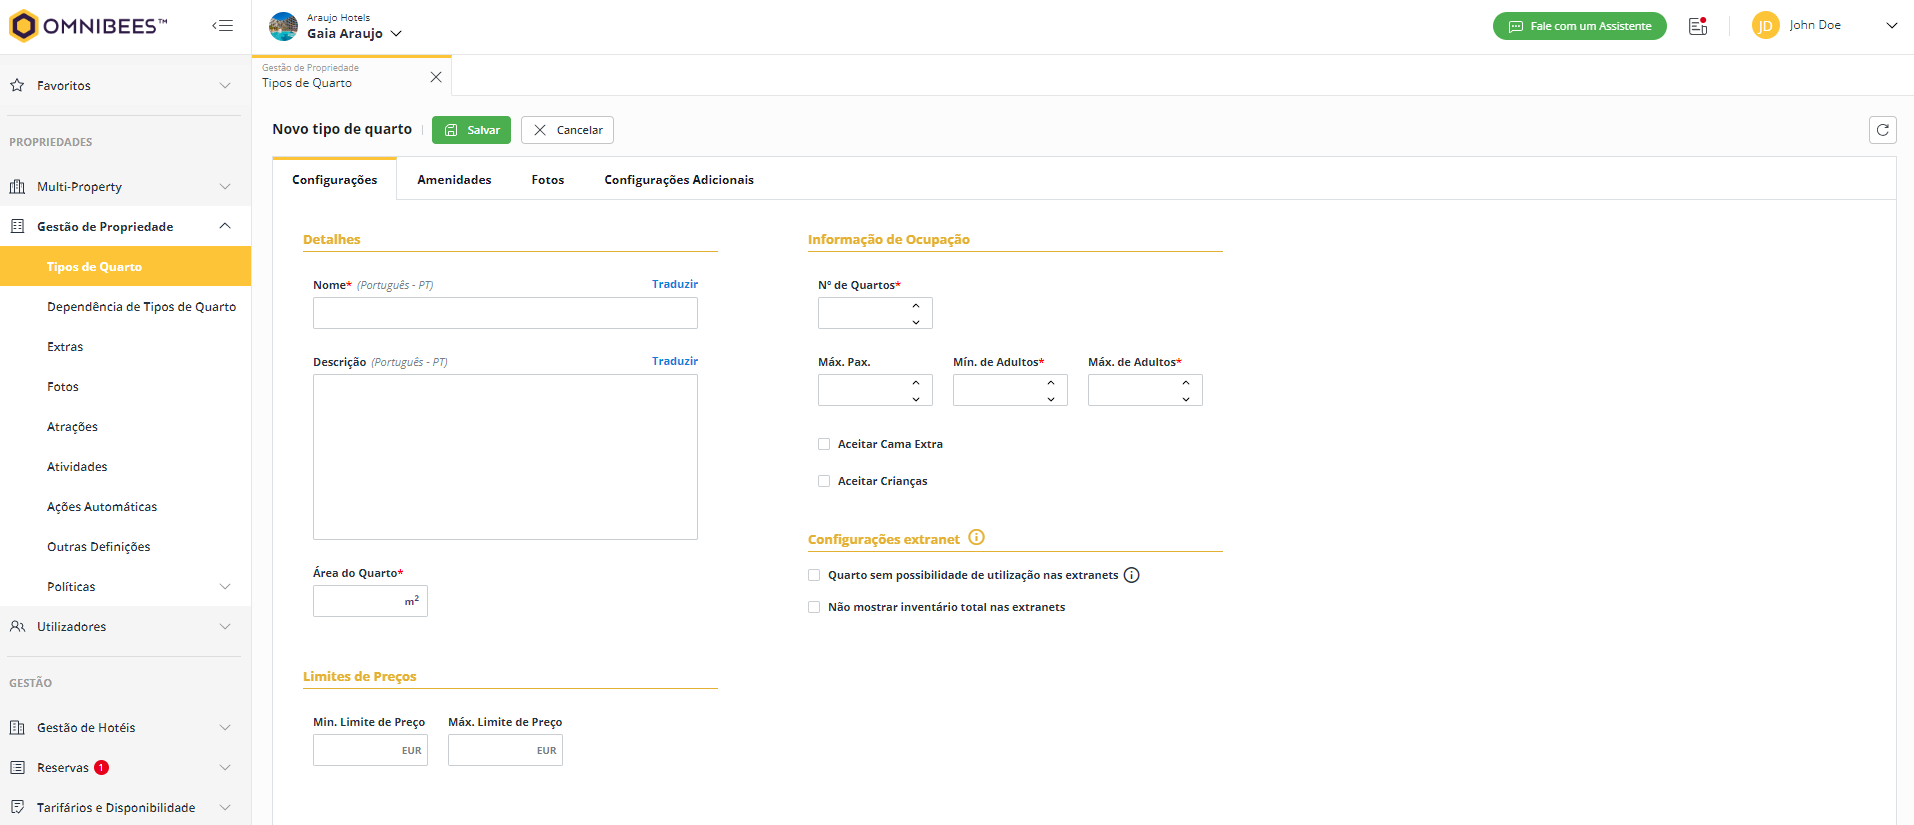 OMNIBEES™
Araujo Hotels
Gaia Araujo
Fale com um Assistente
JD
John Doe
Favoritos
PROPRIEDADES
Multi-Property
Gestão de Propriedade
Tipos de Quarto
Dependência de Tipos de Quarto
Extras
Fotos
Atrações
Atividades
Ações Automáticas
Outras Definições
Políticas
Utilizadores
GESTÃO
Gestão de Hotéis
Reservas 1
Tarifários e Disponibilidade
Gestão de Propriedade
Tipos de Quarto
Novo tipo de quarto
Salvar
Cancelar
Configurações
Amenidades
Fotos
Configurações Adicionais
Detalhes
Nome* (Português - PT)
Traduzir
Descrição (Português - PT)
Traduzir
Área do Quarto*
m²
Limites de Preços
Min. Limite de Preço
Máx. Limite de Preço
EUR
EUR
Informação de Ocupação
Nº de Quartos*
Máx. Pax.
Mín. de Adultos*
Máx. de Adultos*
Aceitar Cama Extra
Aceitar Crianças
Configurações extranet
Quarto sem possibilidade de utilização nas extranets
Não mostrar inventário total nas extranets